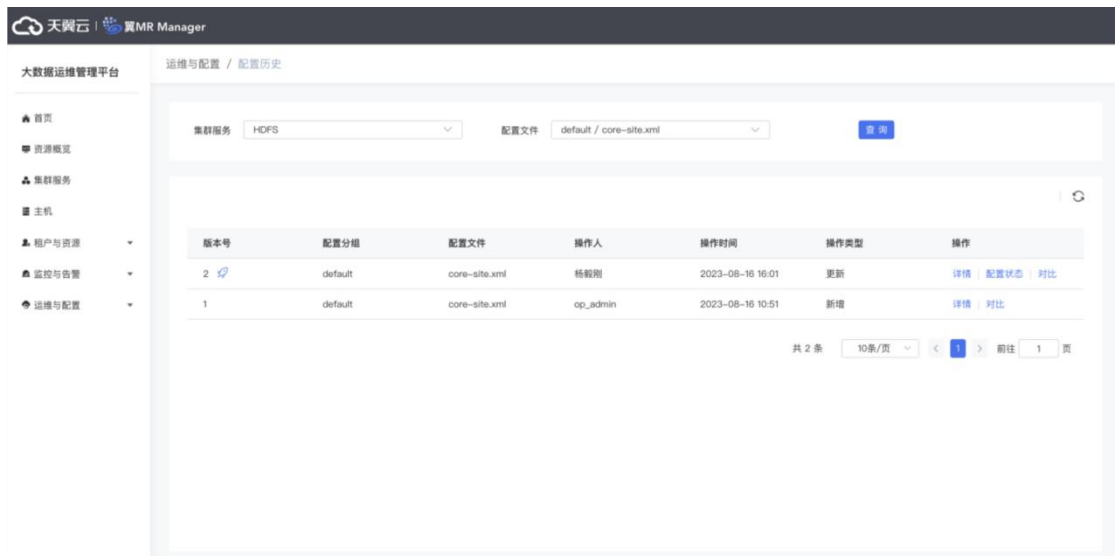 天翼云 | 翼MR Manager
大数据运维管理平台
运维与配置 / 配置历史
首页
资源概览
集群服务
主机
租户与资源
监控与告警
运维与配置
集群服务 HDFS 配置文件 default / core-site.xml 查询
版本号 配置分组 配置文件 操作人 操作时间 操作类型 操作
2 default core-site.xml 杨毅刚 2023-08-16 16:01 更新 详情 | 配置状态 | 对比
1 default core-site.xml op_admin 2023-08-16 10:51 新增 详情 | 对比
共 2 条 10条/页 < 1 > 前往 1 页